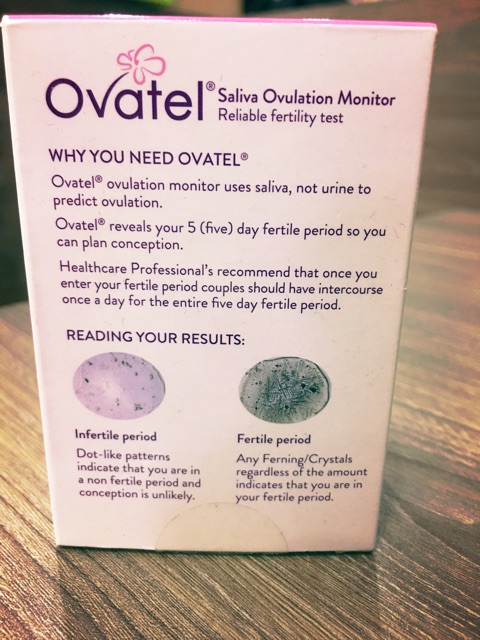 Ovatel® Saliva Ovulation Monitor
Reliable fertility test
WHY YOU NEED OVATEL®
Ovatel® ovulation monitor uses saliva, not urine to
predict ovulation.
Ovatel® reveals your 5 (five) day fertile period so you
can plan conception.
Healthcare Professional's recommend that once you
enter your fertile period couples should have intercourse
once a day for the entire five day fertile period.
READING YOUR RESULTS:
Infertile period
Dot-like patterns
indicate that you are in
a non fertile period and
conception is unlikely.
Fertile period
Any Ferning/Crystals
regardless of the amount
indicates that you are in
your fertile period.